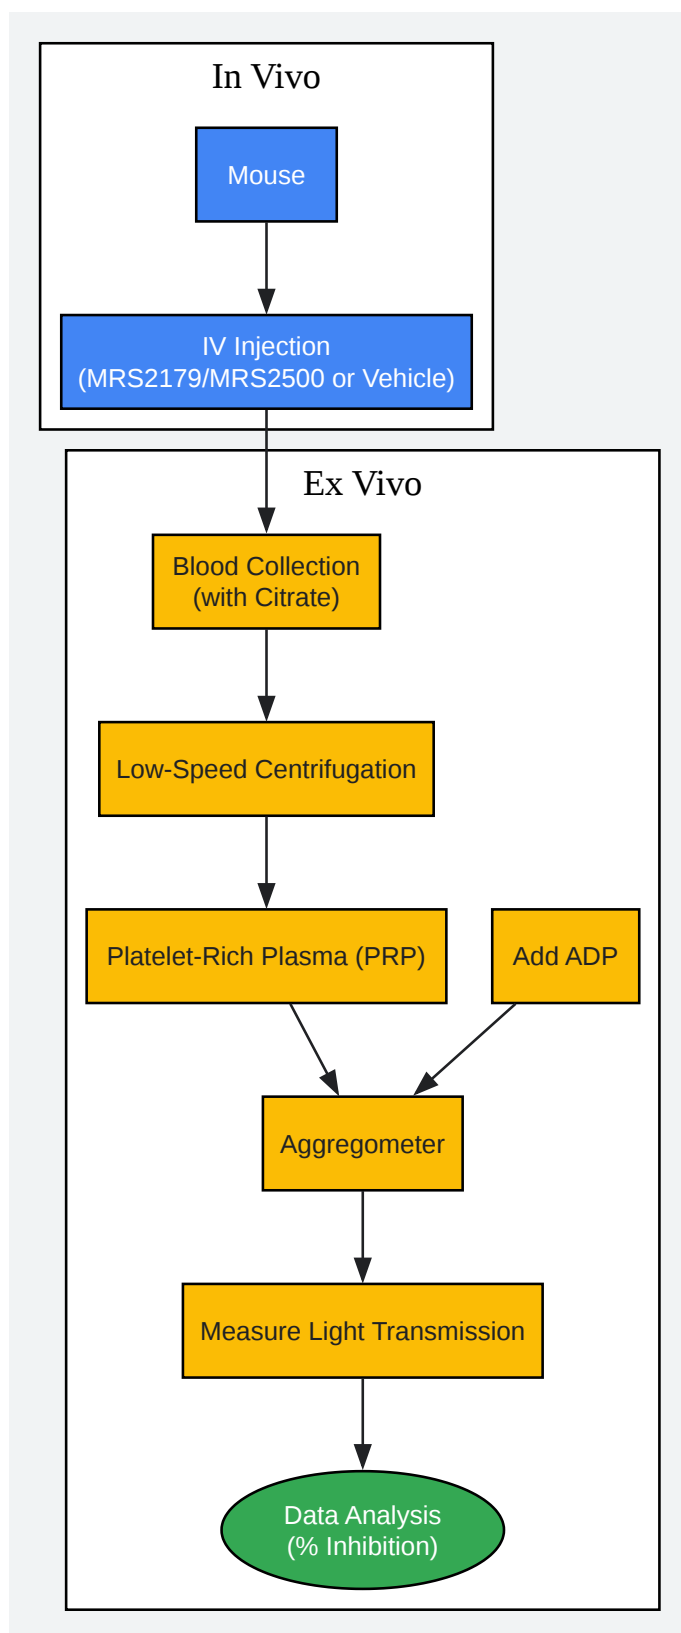 In Vivo
Mouse
IV Injection
(MRS2179/MRS2500 or Vehicle)
Ex Vivo
Blood Collection
(with Citrate)
Low-Speed Centrifugation
Platelet-Rich Plasma (PRP)
Add ADP
Aggregometer
Measure Light Transmission
Data Analysis
(% Inhibition)